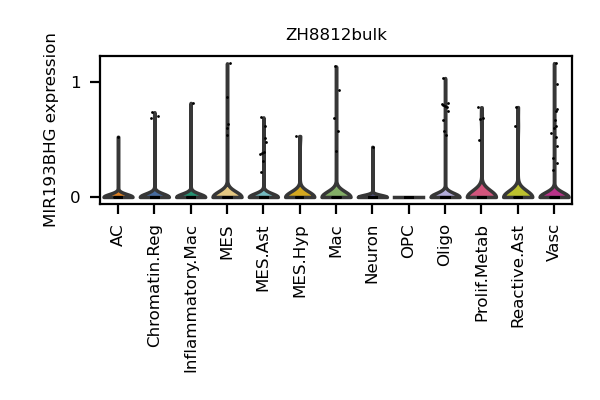 ZH8812bulk
MIR193BHG expression
1
0
AC
Chromatin.Reg
Inflammatory.Mac
MES
MES.Ast
MES.Hyp
Mac
Neuron
OPC
Oligo
Prolif.Metab
Reactive.Ast
Vasc